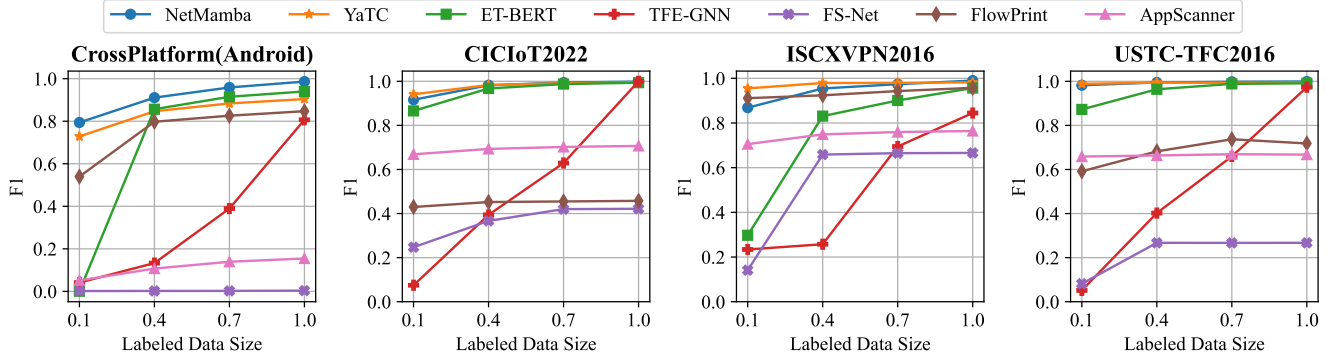 NetMamba YaTC ET-BERT TFE-GNN FS-Net FlowPrint AppScanner
CrossPlatform(Android) CICIoT2022 ISCXVPN2016 USTC-TFC2016
F1
1.0
0.8
0.6
0.4
0.2
0.0
0.1 0.4 0.7 1.0
Labeled Data Size
F1
1.0
0.8
0.6
0.4
0.2
0.0
0.1 0.4 0.7 1.0
Labeled Data Size
F1
1.0
0.8
0.6
0.4
0.2
0.0
0.1 0.4 0.7 1.0
Labeled Data Size
F1
1.0
0.8
0.6
0.4
0.2
0.0
0.1 0.4 0.7 1.0
Labeled Data Size